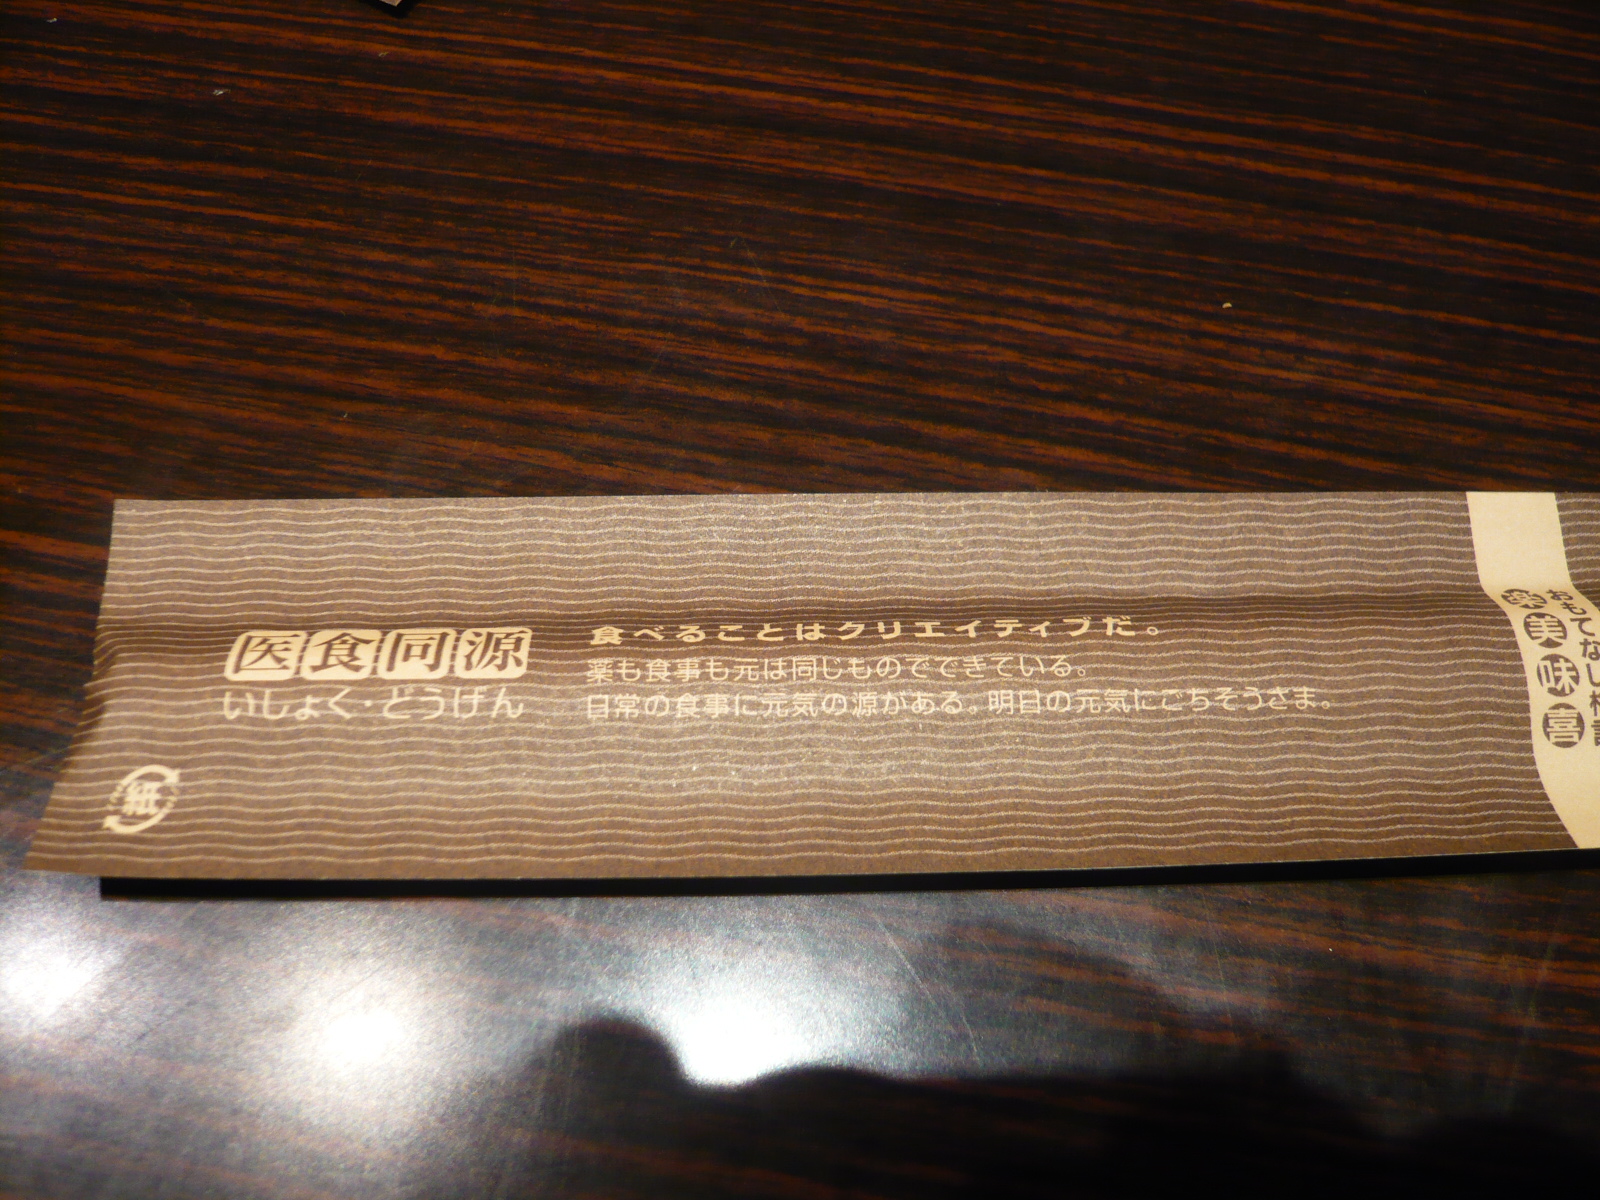 医食同源
いしょく・どうげん
食べることはクリエイティブだ。
薬も食事も元は同じものでできている。
日常の食事に元気の源がある。明日の元気にごちそうさま。
紙
おもてなし
楽美味喜